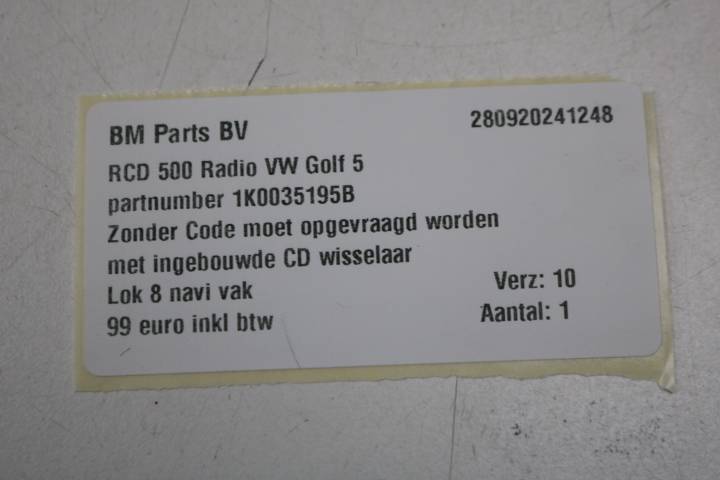 BM Parts BV 280920241248
RCD 500 Radio VW Golf 5
partnumber 1K0035195B
Zonder Code moet opgevraagd worden
met ingebouwde CD wisselaar
Lok 8 navi vak Verz: 10
99 euro inkl btw Aantal: 1